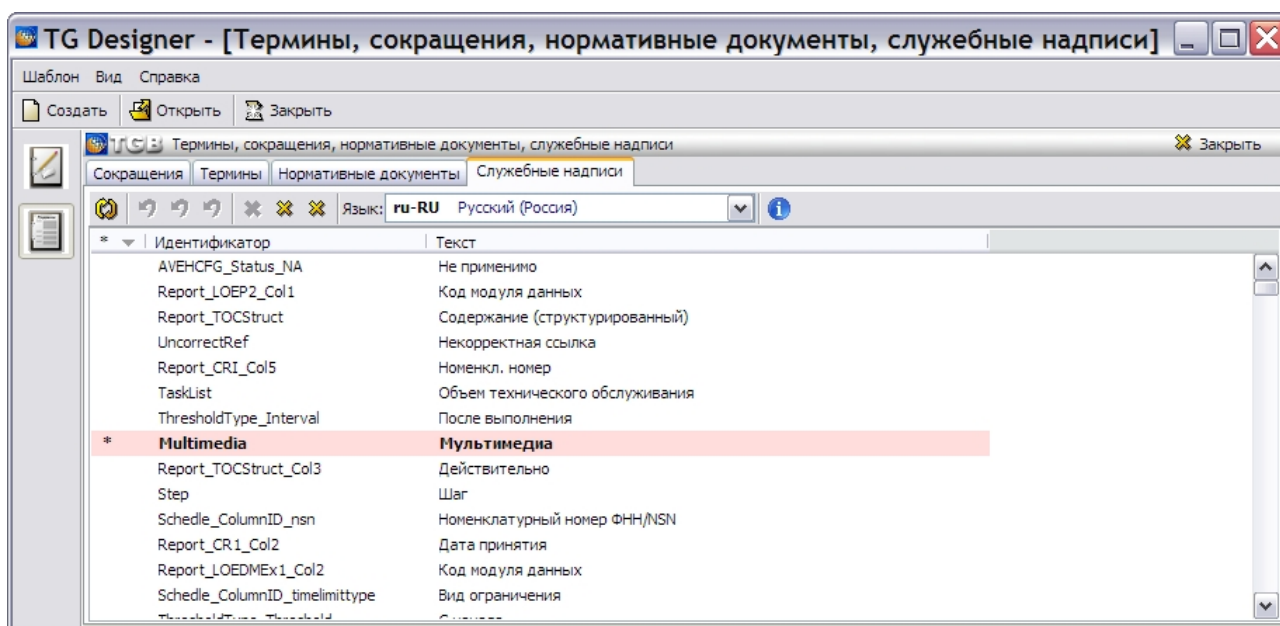 TG Designer - [Термины, сокращения, нормативные документы, служебные надписи]
Шаблон Вид Справка
Создать Открыть Закрыть
TGB Термины, сокращения, нормативные документы, служебные надписи Закрыть
Сокращения Термины Нормативные документы Служебные надписи
Язык: ru-RU Русский (Россия)
* Идентификатор Текст
AVEHCFG_Status_NA Не применимо
Report_LOEP2_Col1 Код модуля данных
Report_TOCStruct Содержание (структурированный)
UncorrectRef Некорректная ссылка
Report_CRI_Col5 Номенкл. номер
TaskList Объем технического обслуживания
ThresholdType_Interval После выполнения
* Multimedia Мультимедиа
Report_TOCStruct_Col3 Действительно
Step Шаг
Schedle_ColumnID_nsn Номенклатурный номер ФНН/NSN
Report_CR1_Col2 Дата принятия
Report_LOEDMEx1_Col2 Код модуля данных
Schedle_ColumnID_timelimittype Вид ограничения
ThresholdType_Threshold